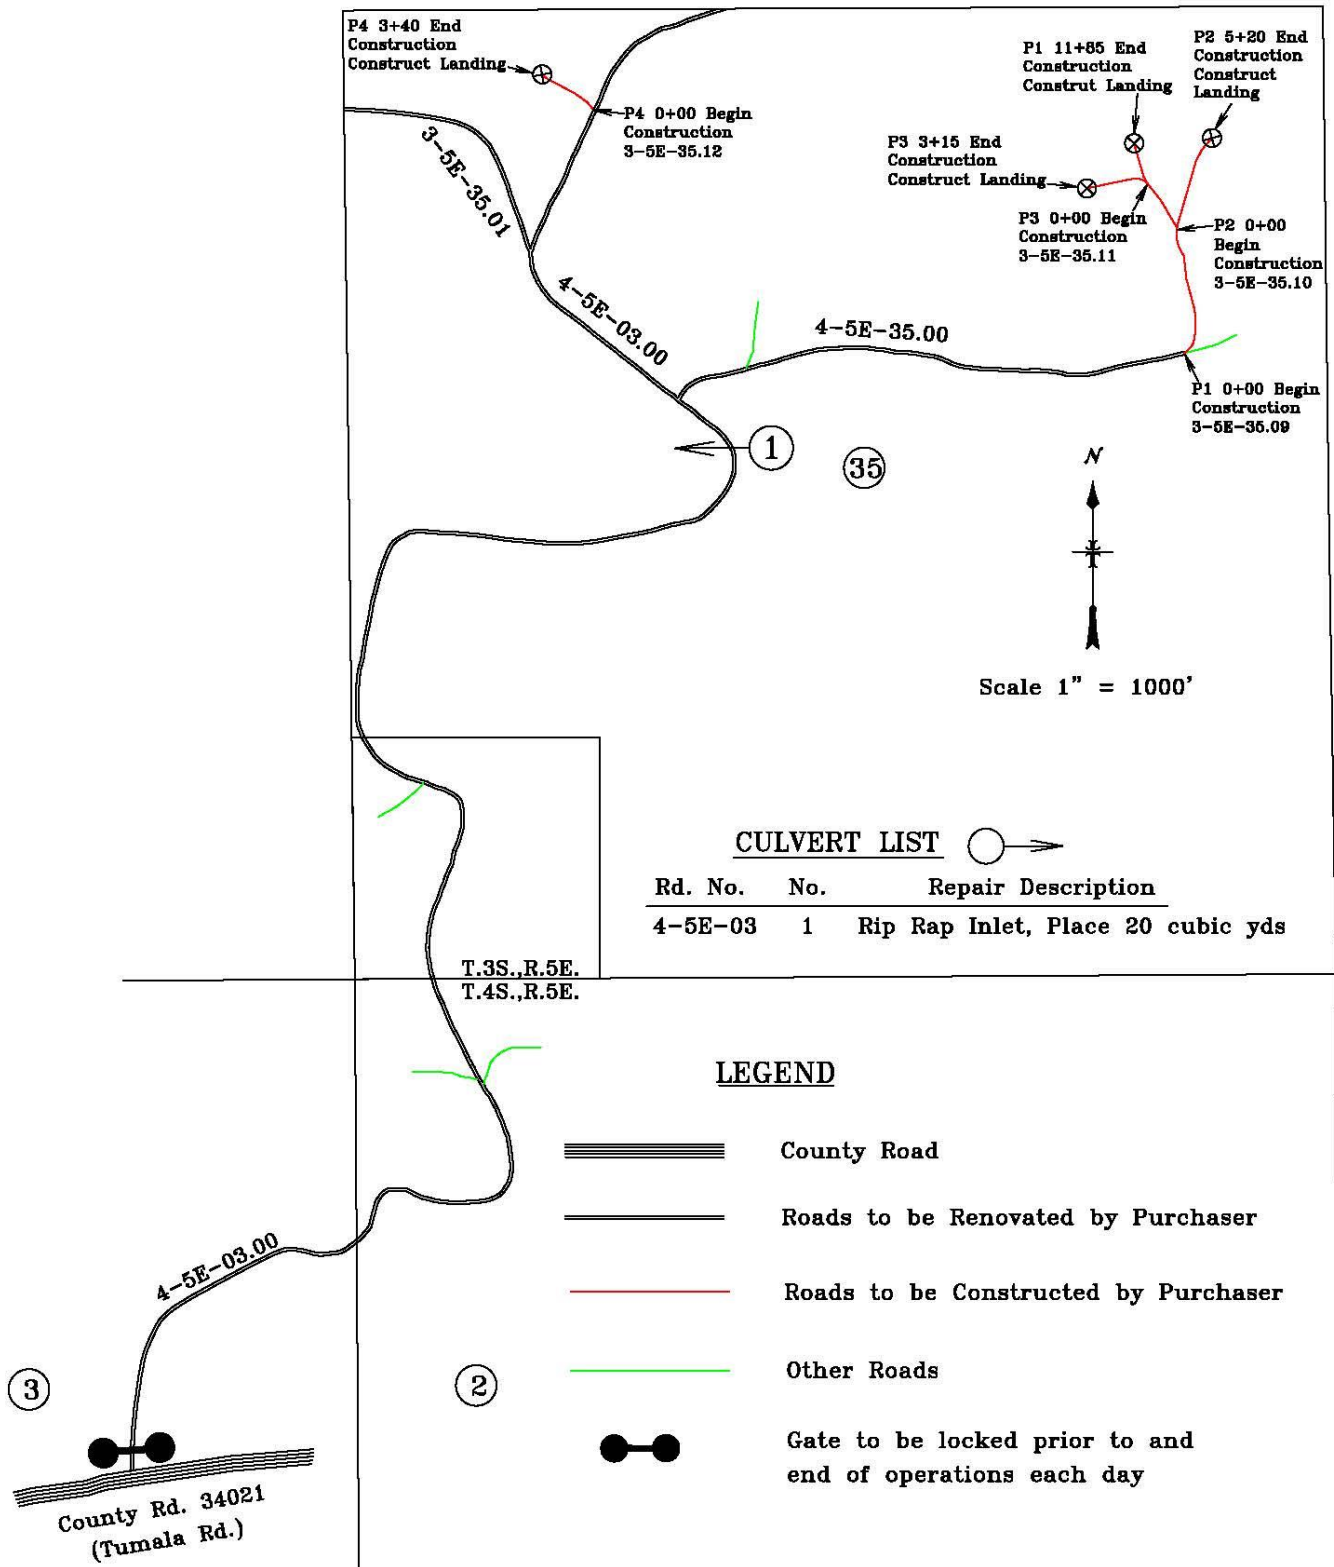 P4 3+40 End
Construction
Construct Landing
P4 0+00 Begin
Construction
3-5E-35.12
3-5E-35.01
P1 11+85 End
Construction
Construt Landing
P2 5+20 End
Construction
Construct
Landing
P3 3+15 End
Construction
Construct Landing
P3 0+00 Begin
Construction
3-5E-35.11
P2 0+00
Begin
Construction
3-5E-35.10
4-5E-03.00
4-5E-35.00
P1 0+00 Begin
Construction
3-5E-35.09
1
35
N
Scale 1" = 1000'
CULVERT LIST
Rd. No. No. Repair Description
4-5E-03 1 Rip Rap Inlet, Place 20 cubic yds
T.3S.,R.5E.
T.4S.,R.5E.
LEGEND
County Road
Roads to be Renovated by Purchaser
Roads to be Constructed by Purchaser
Other Roads
Gate to be locked prior to and
end of operations each day
4-5E-03.00
3
2
County Rd. 34021
(Tumala Rd.)